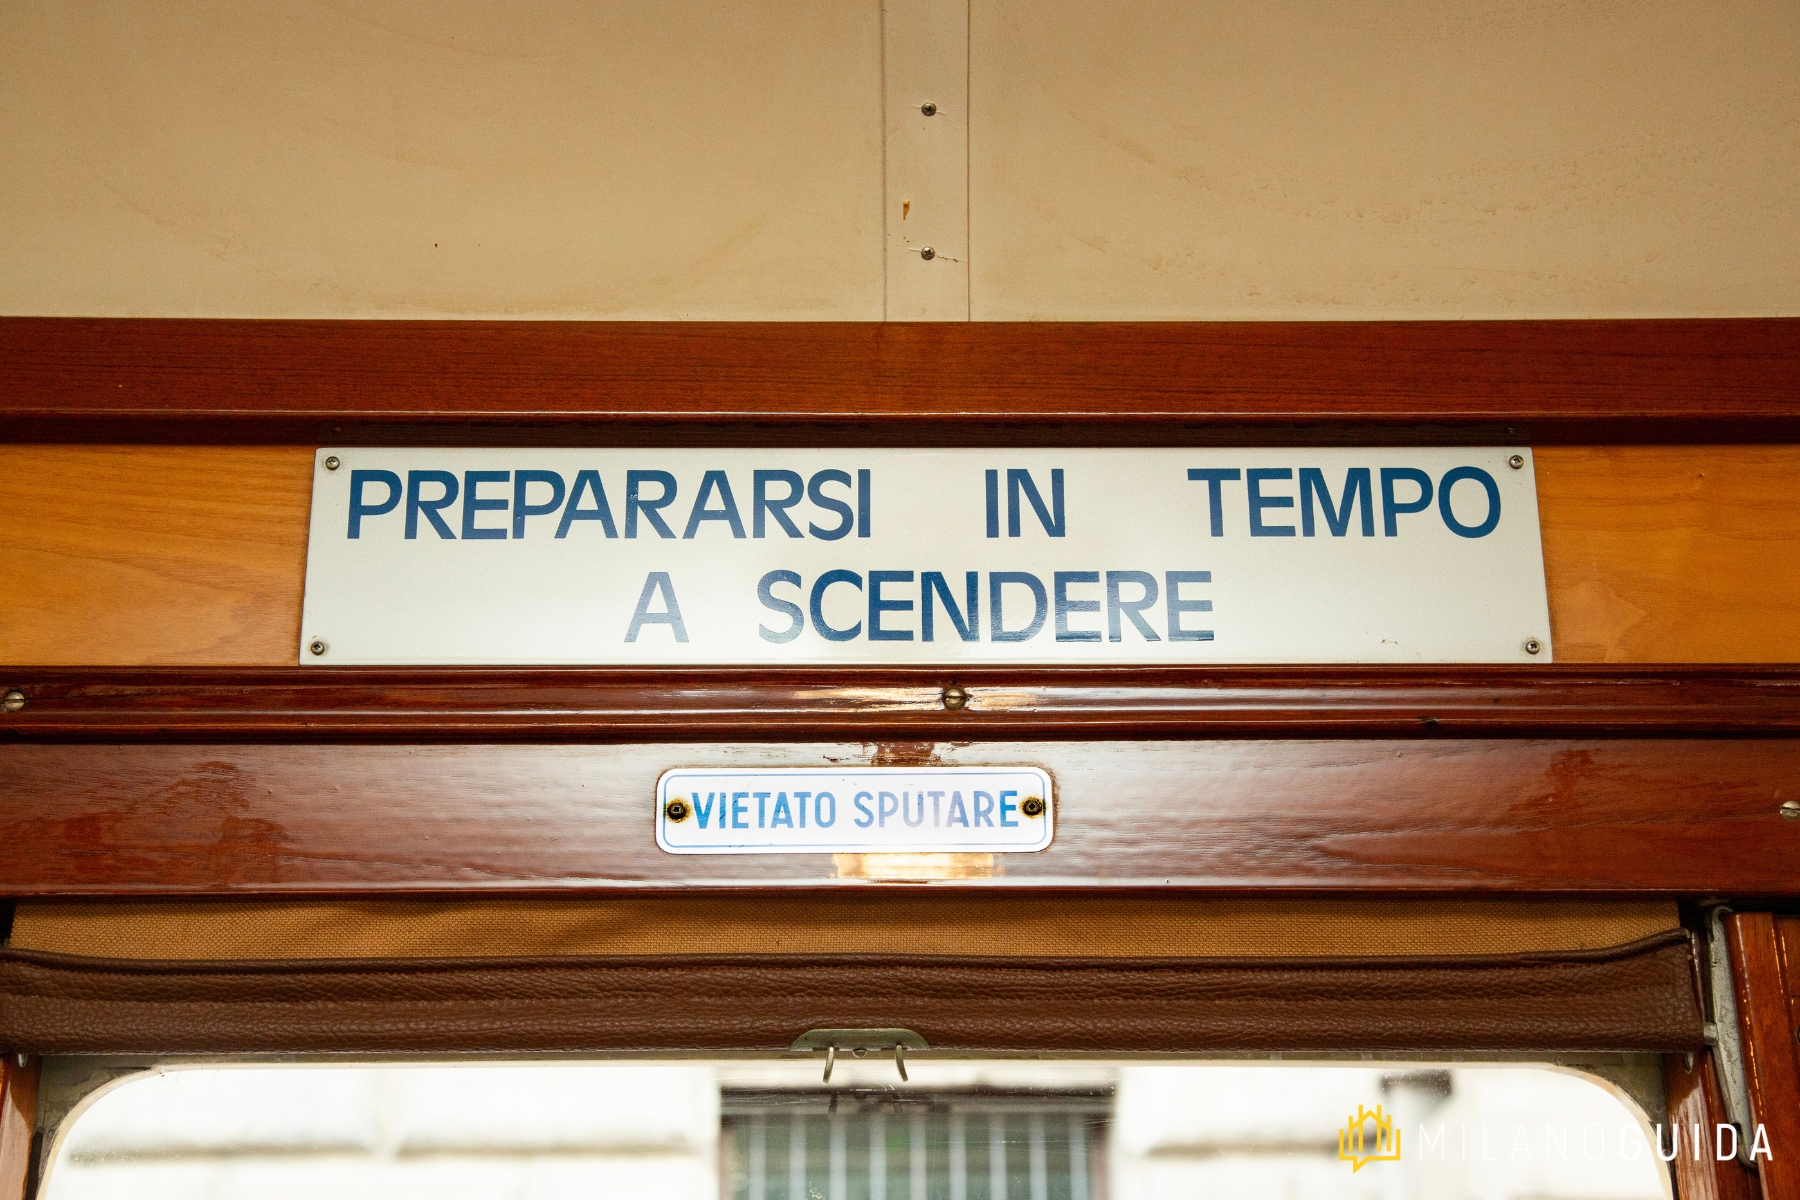 PREPARARSI IN TEMPO
A SCENDERE
VIETATO SPUTARE
MILANOGUIDA